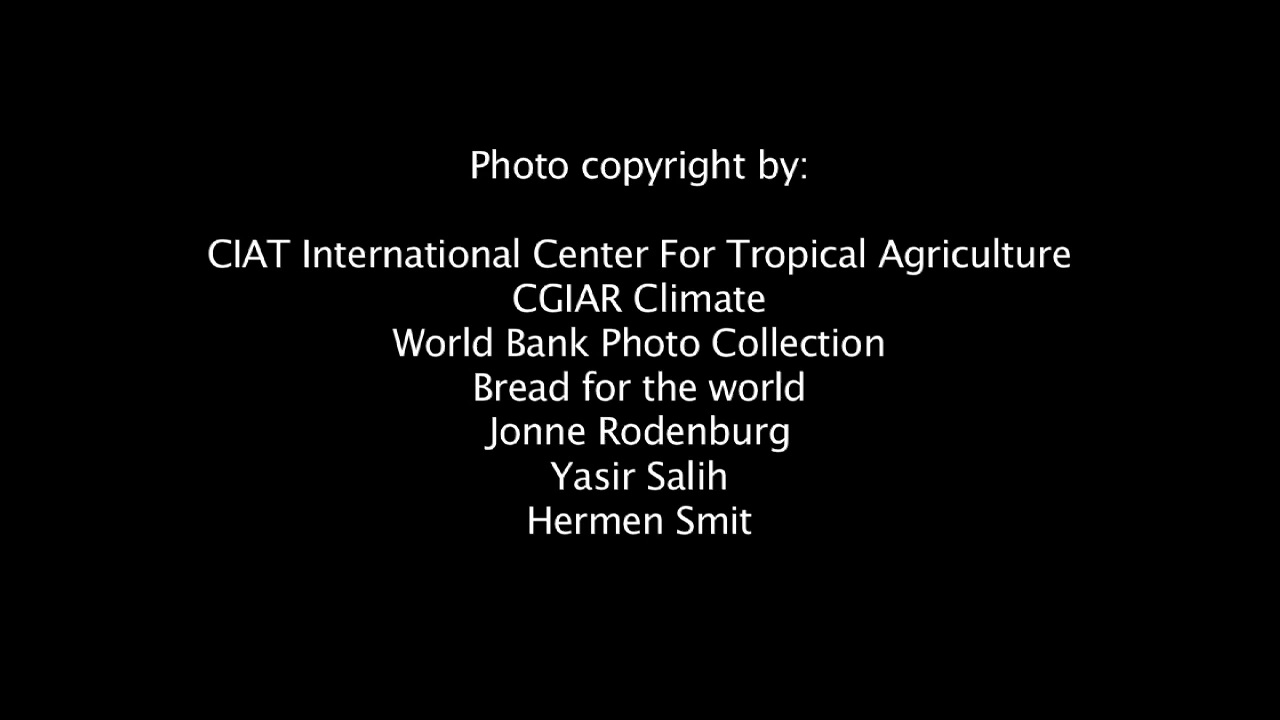 Photo copyright by:
CIAT International Center For Tropical Agriculture
CGIAR Climate
World Bank Photo Collection
Bread for the world
Jonne Rodenburg
Yasir Salih
Hermen Smit